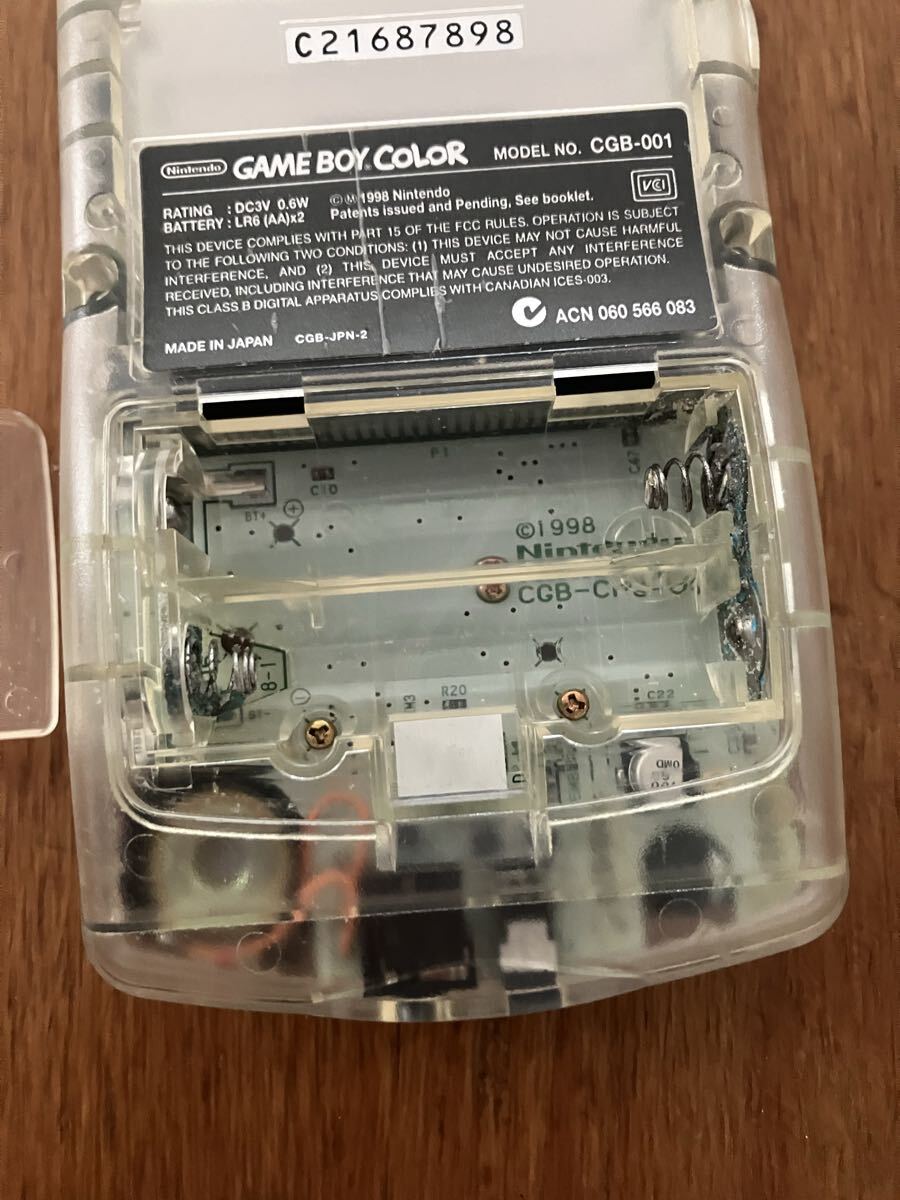 C21687898
Nintendo GAME BOY COLOR MODEL NO. CGB-001
RATING : DC3V 0.6W ©Ⓜ1998 Nintendo
BATTERY : LR6 (AA)x2 Patents issued and Pending, See booklet.
VCI
THIS DEVICE COMPLIES WITH PART 15 OF THE FCC RULES. OPERATION IS SUBJECT
TO THE FOLLOWING TWO CONDITIONS: (1) THIS DEVICE MAY NOT CAUSE HARMFUL
INTERFERENCE, AND (2) THIS DEVICE MUST ACCEPT ANY INTERFERENCE
RECEIVED, INCLUDING INTERFERENCE THAT MAY CAUSE UNDESIRED OPERATION.
THIS CLASS B DIGITAL APPARATUS COMPLIES WITH CANADIAN ICES-003.
ACN 060 566 083
MADE IN JAPAN CGB-JPN-2
P1
C10
C47
BT+
©1998
Nintendo
BT-
R20
C22